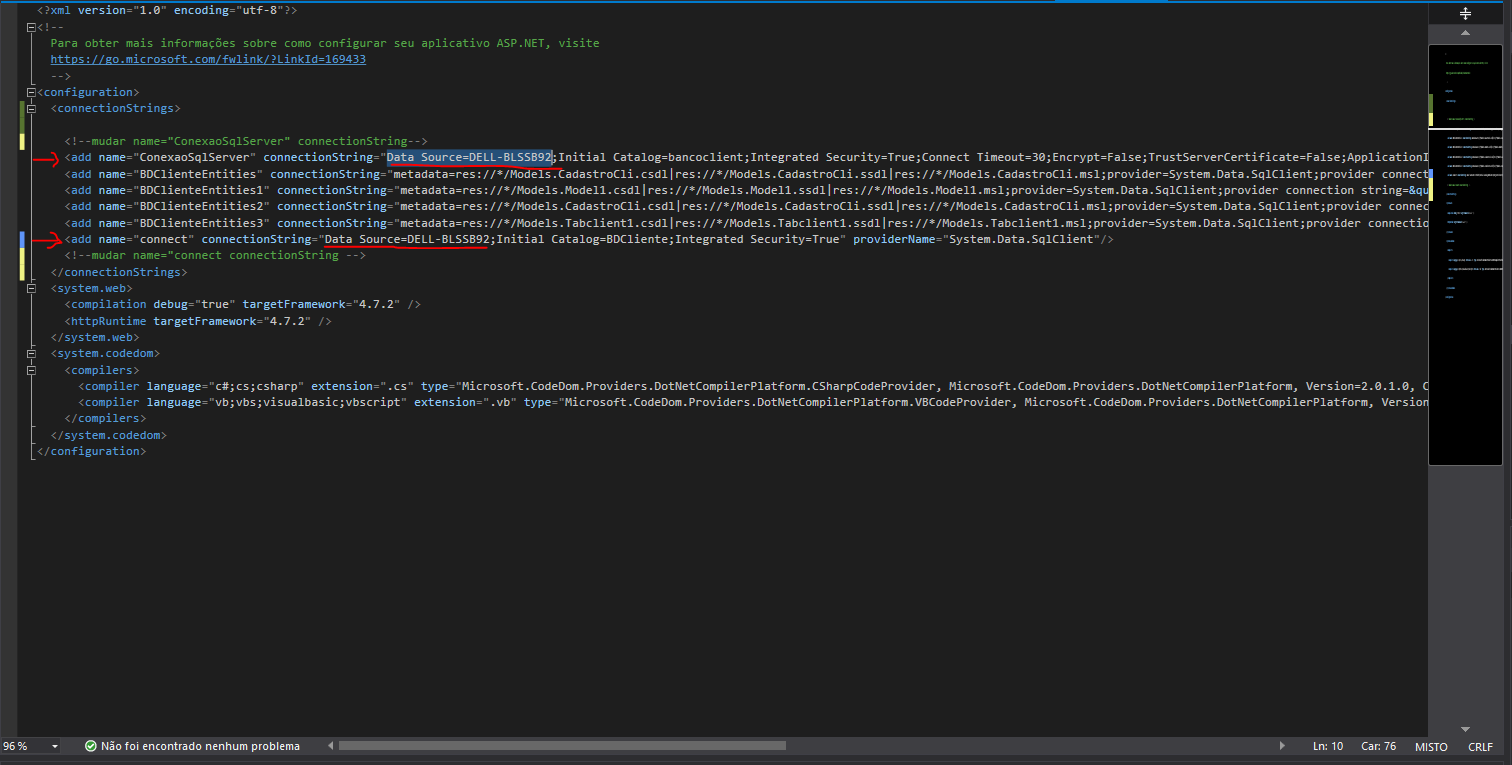 <?xml version="1.0" encoding="utf-8"?>
<!--
Para obter mais informações sobre como configurar seu aplicativo ASP.NET, visite
https://go.microsoft.com/fwlink/?LinkId=169433
-->
<configuration>
<connectionStrings>
<!--mudar name="ConexaoSqlServer" connectionString-->
<add name="ConexaoSqlServer" connectionString="Data Source=DELL-BLSSB92;Initial Catalog=bancoclient;Integrated Security=True;Connect Timeout=30;Encrypt=False;TrustServerCertificate=False;ApplicationI
<add name="BDClienteEntities" connectionString="metadata=res://*/Models.CadastroCli.csdl|res://*/Models.CadastroCli.ssdl|res://*/Models.CadastroCli.msl;provider=System.Data.SqlClient;provider connect
<add name="BDClienteEntities1" connectionString="metadata=res://*/Models.Model1.csdl|res://*/Models.Model1.ssdl|res://*/Models.Model1.msl;provider=System.Data.SqlClient;provider connection string=&qu
<add name="BDClienteEntities2" connectionString="metadata=res://*/Models.CadastroCli.csdl|res://*/Models.CadastroCli.ssdl|res://*/Models.CadastroCli.msl;provider=System.Data.SqlClient;provider connec
<add name="BDClienteEntities3" connectionString="metadata=res://*/Models.Tabclient1.csdl|res://*/Models.Tabclient1.ssdl|res://*/Models.Tabclient1.msl;provider=System.Data.SqlClient;provider connectio
<add name="connect" connectionString="Data Source=DELL-BLSSB92;Initial Catalog=BDCliente;Integrated Security=True" providerName="System.Data.SqlClient"/>
<!--mudar name="connect connectionString -->
</connectionStrings>
<system.web>
<compilation debug="true" targetFramework="4.7.2" />
<httpRuntime targetFramework="4.7.2" />
</system.web>
<system.codedom>
<compilers>
<compiler language="c#;cs;csharp" extension=".cs" type="Microsoft.CodeDom.Providers.DotNetCompilerPlatform.CSharpCodeProvider, Microsoft.CodeDom.Providers.DotNetCompilerPlatform, Version=2.0.1.0, C
<compiler language="vb;vbs;visualbasic;vbscript" extension=".vb" type="Microsoft.CodeDom.Providers.DotNetCompilerPlatform.VBCodeProvider, Microsoft.CodeDom.Providers.DotNetCompilerPlatform, Version
</compilers>
</system.codedom>
</configuration>
96 % Não foi encontrado nenhum problema Ln: 10 Car: 76 MISTO CRLF